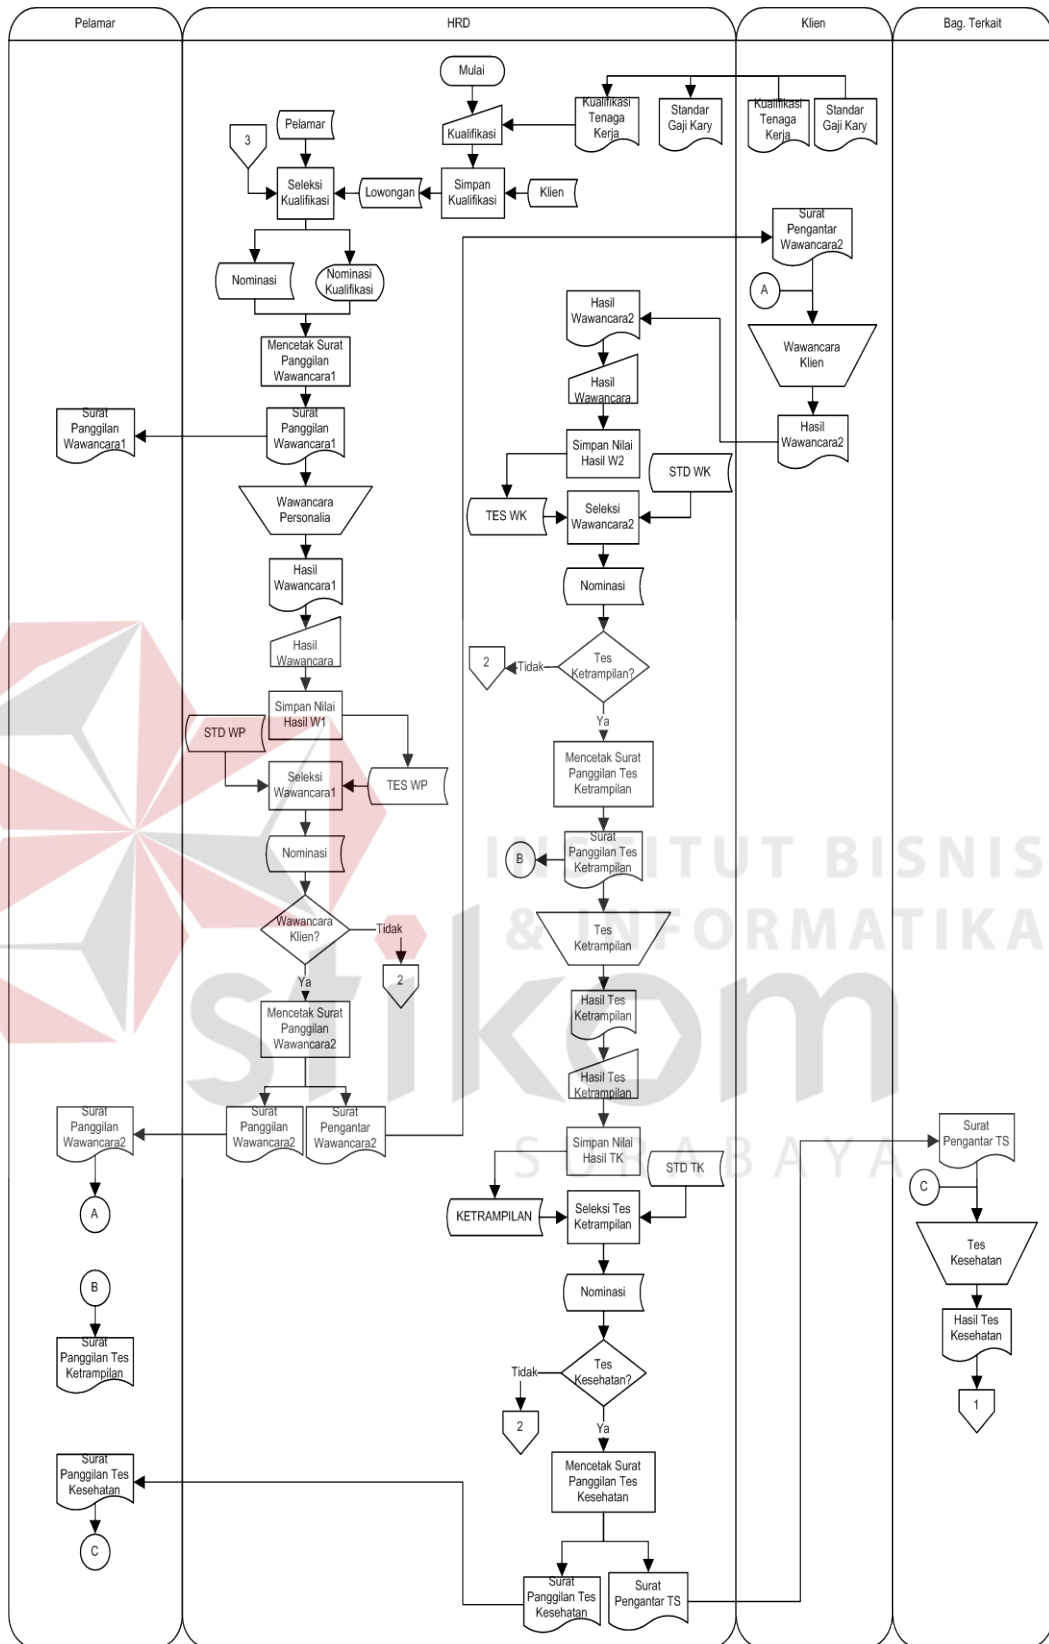 Pelamar
HRD
Klien
Bag. Terkait
Mulai
Kualifikasi
Kualifikasi
Tenaga
Kerja
Standar
Gaji Kary
Kualifikasi
Tenaga
Kerja
Standar
Gaji Kary
3
Pelamar
Seleksi
Kualifikasi
Lowongan
Simpan
Kualifikasi
Klien
Nominasi
Nominasi
Kualifikasi
Mencetak Surat
Panggilan
Wawancara1
Surat
Panggilan
Wawancara1
Surat
Panggilan
Wawancara1
Wawancara
Personalia
Hasil
Wawancara1
Hasil
Wawancara
Simpan Nilai
Hasil W1
STD WP
Seleksi
Wawancara1
TES WP
Nominasi
Wawancara
Klien?
Tidak
2
Ya
Mencetak Surat
Panggilan
Wawancara2
Surat
Panggilan
Wawancara2
Surat
Pengantar
Wawancara2
Surat
Panggilan
Wawancara2
A
B
Surat
Panggilan Tes
Ketrampilan
Surat
Panggilan Tes
Kesehatan
C
Surat
Pengantar
Wawancara2
A
Wawancara
Klien
Hasil
Wawancara2
Hasil
Wawancara2
Hasil
Wawancara
Simpan Nilai
Hasil W2
STD WK
TES WK
Seleksi
Wawancara2
Nominasi
Tes
Ketrampilan?
Tidak
2
Ya
Mencetak Surat
Panggilan Tes
Ketrampilan
Surat
Panggilan Tes
Ketrampilan
B
Tes
Ketrampilan
Hasil Tes
Ketrampilan
Hasil Tes
Ketrampilan
Simpan Nilai
Hasil TK
STD TK
KETRAMPILAN
Seleksi Tes
Ketrampilan
Nominasi
Tes
Kesehatan?
Tidak
2
Ya
Mencetak Surat
Panggilan Tes
Kesehatan
Surat
Panggilan Tes
Kesehatan
Surat
Pengantar TS
Surat
Pengantar TS
C
Tes
Kesehatan
Hasil Tes
Kesehatan
1
INSTITUT BISNIS
& INFORMATIKA
stikom
SURABAYA